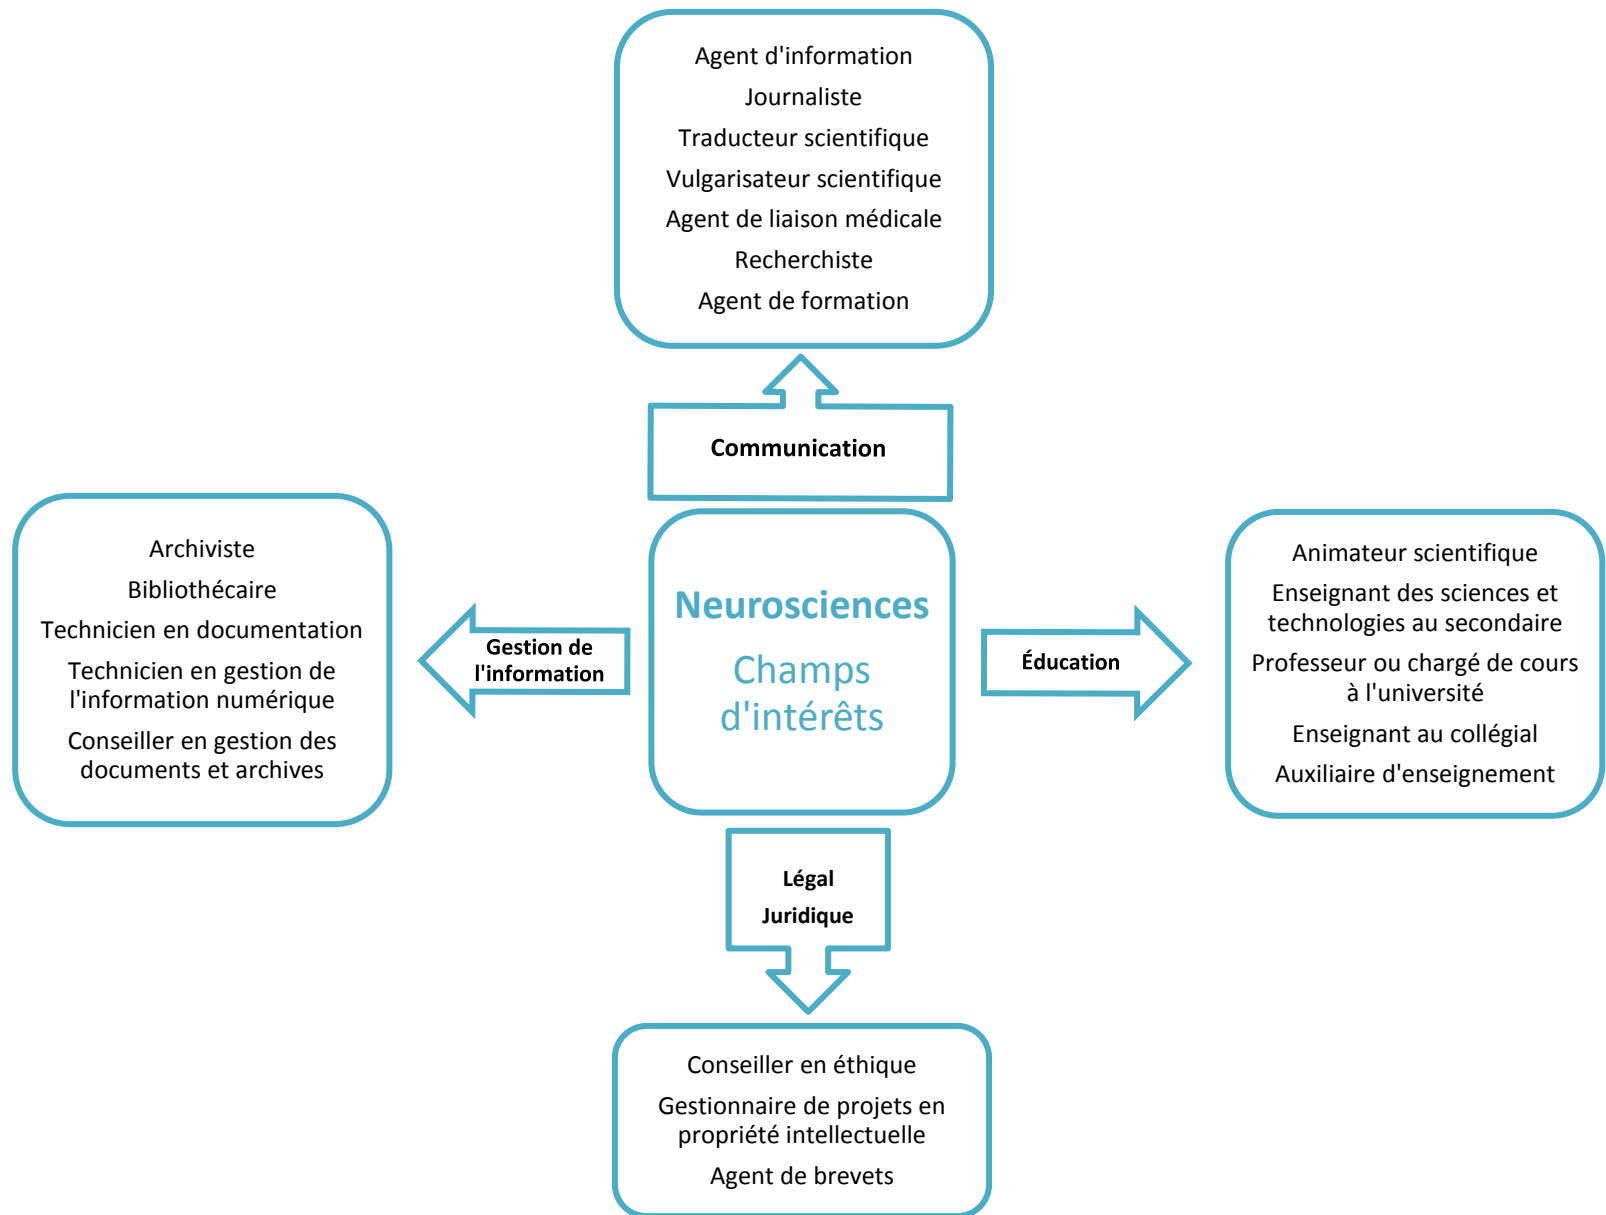 Agent d'information
Journaliste
Traducteur scientifique
Vulgarisateur scientifique
Agent de liaison médicale
Recherchiste
Agent de formation
Communication
Archiviste
Bibliothécaire
Technicien en documentation
Technicien en gestion de
l'information numérique
Conseiller en gestion des
documents et archives
Gestion de
l'information
Neurosciences
Champs
d'intérêts
Éducation
Animateur scientifique
Enseignant des sciences et
technologies au secondaire
Professeur ou chargé de cours
à l'université
Enseignant au collégial
Auxiliaire d'enseignement
Légal
Juridique
Conseiller en éthique
Gestionnaire de projets en
propriété intellectuelle
Agent de brevets